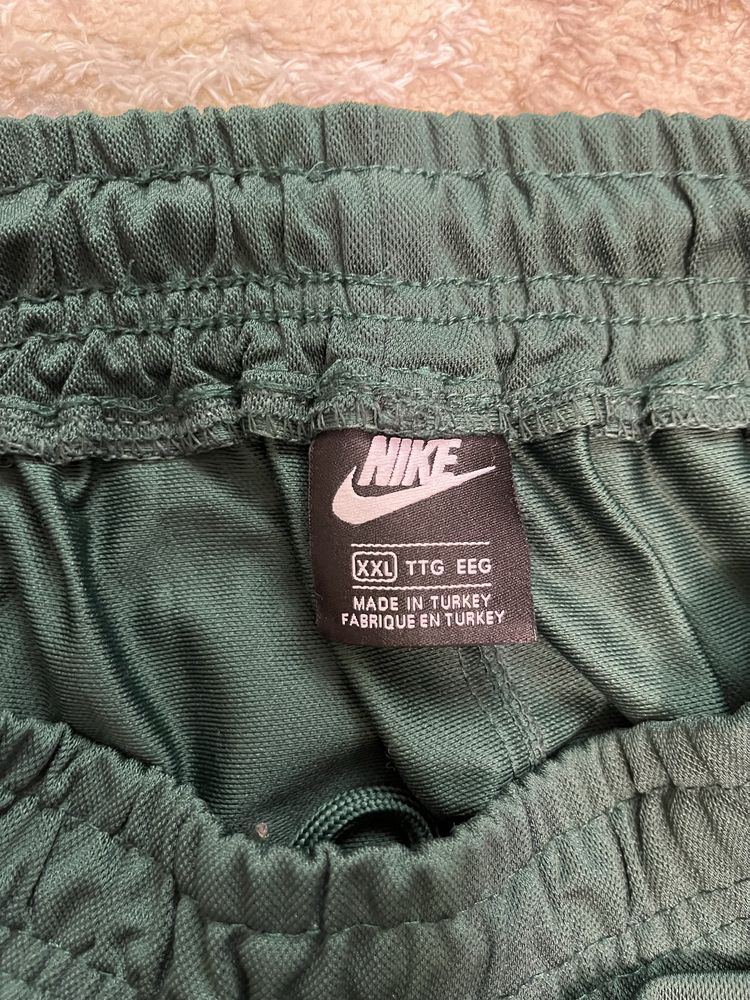 NIKE
XXL TTG EEG
MADE IN TURKEY
FABRIQUE EN TURKEY